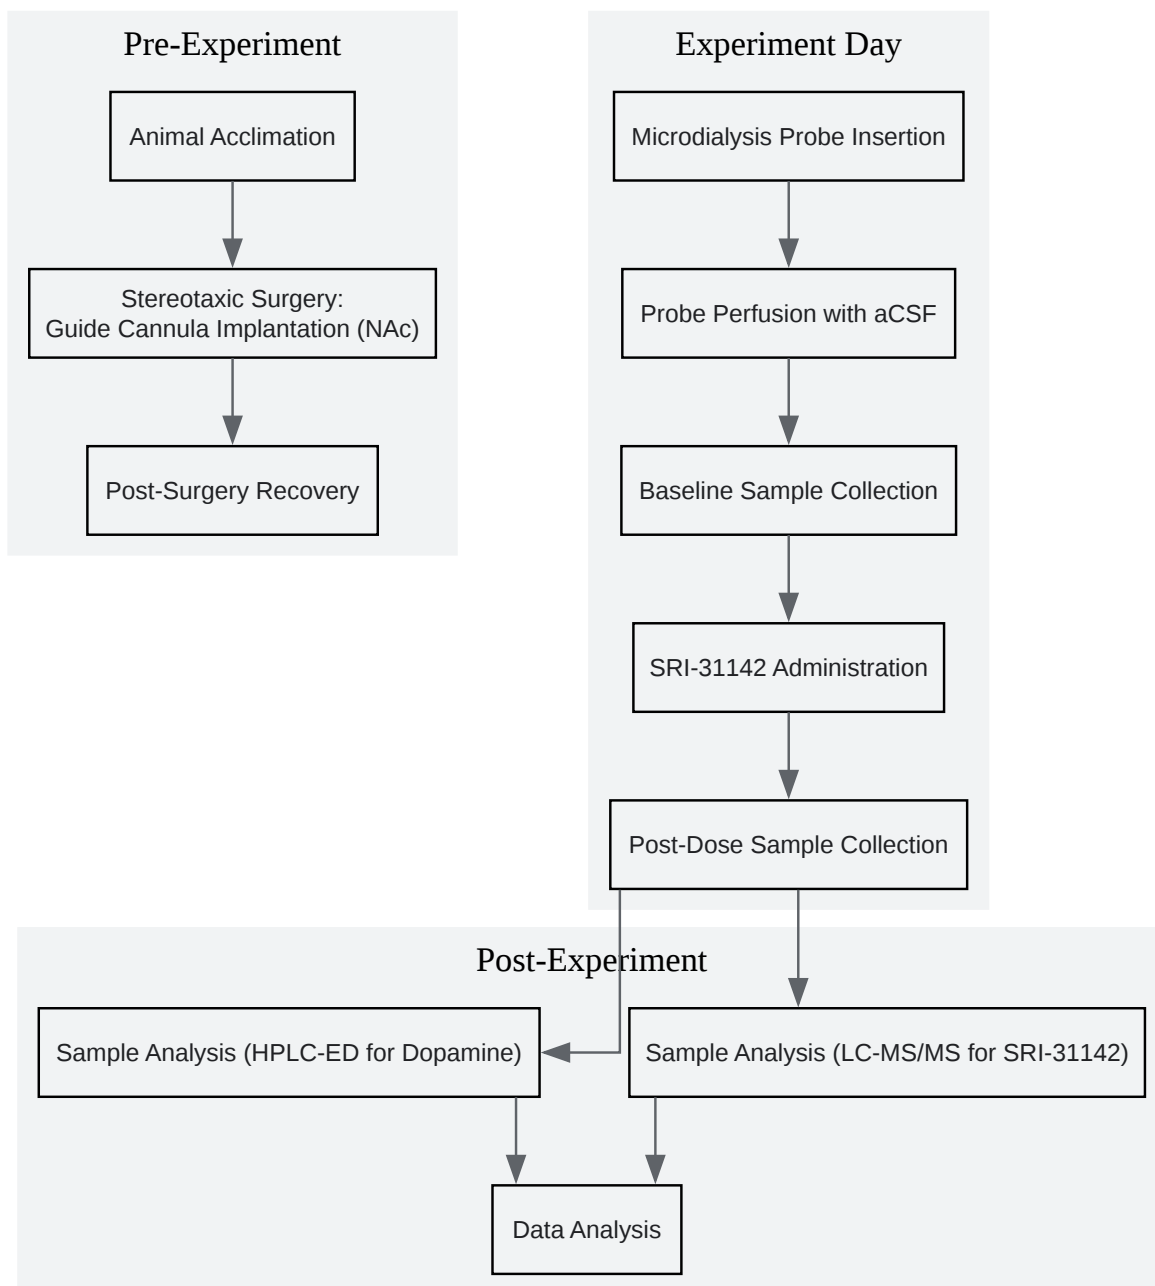 Pre-Experiment
Animal Acclimation
Stereotaxic Surgery:
Guide Cannula Implantation (NAc)
Post-Surgery Recovery
Experiment Day
Microdialysis Probe Insertion
Probe Perfusion with aCSF
Baseline Sample Collection
SRI-31142 Administration
Post-Dose Sample Collection
Post-Experiment
Sample Analysis (HPLC-ED for Dopamine)
Sample Analysis (LC-MS/MS for SRI-31142)
Data Analysis